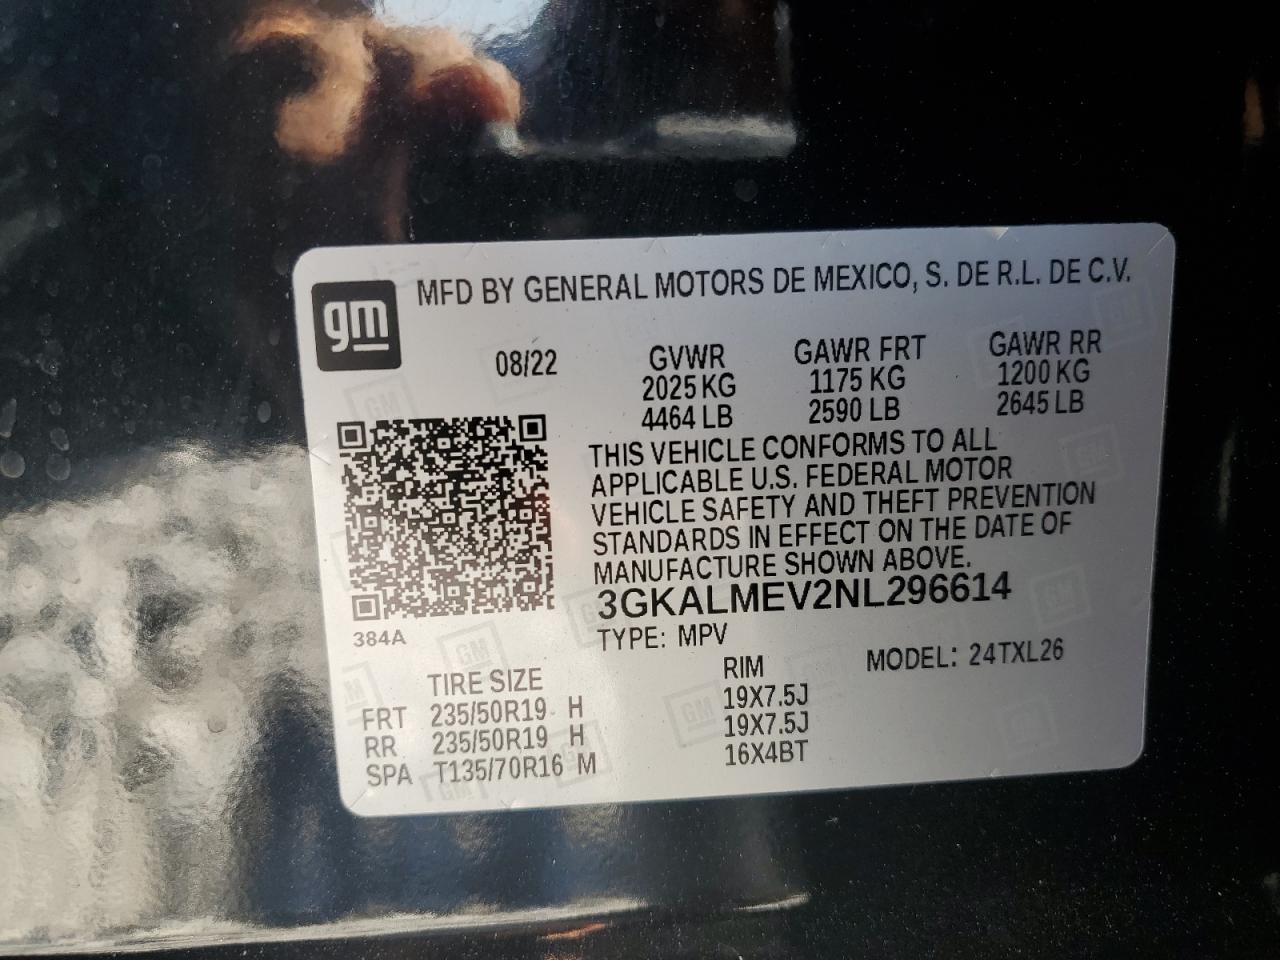 gm
MFD BY GENERAL MOTORS DE MEXICO, S. DE R.L. DE C.V.
08/22 GVWR GAWR FRT GAWR RR
2025 KG 1175 KG 1200 KG
4464 LB 2590 LB 2645 LB
THIS VEHICLE CONFORMS TO ALL
APPLICABLE U.S. FEDERAL MOTOR
VEHICLE SAFETY AND THEFT PREVENTION
STANDARDS IN EFFECT ON THE DATE OF
MANUFACTURE SHOWN ABOVE.
3GKALMEV2NL296614
384A
TYPE: MPV
MODEL: 24TXL26
TIRE SIZE RIM
FRT 235/50R19 H 19X7.5J
RR 235/50R19 H 19X7.5J
SPA T135/70R16 M 16X4BT